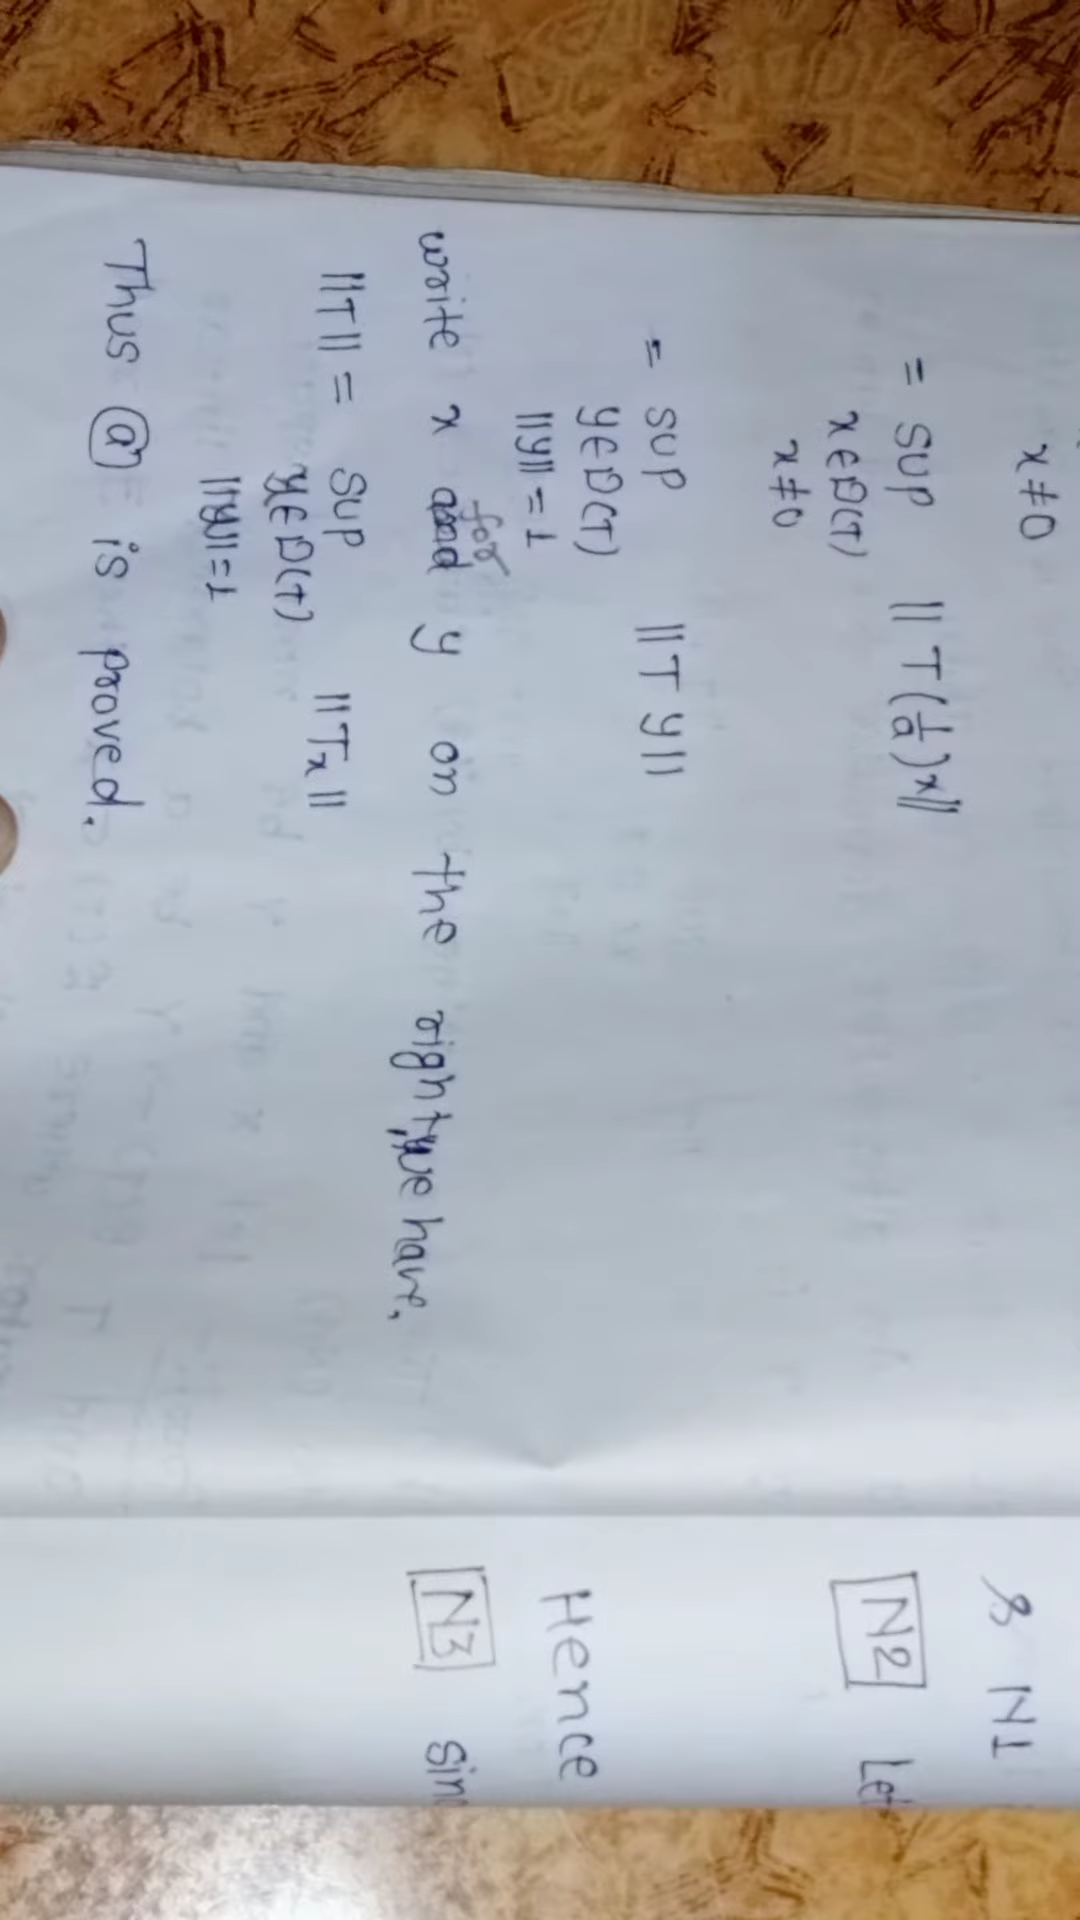 x≠0
= sup ||T(1/a)x||
x∈D(T)
x≠0
= sup ||Ty||
y∈D(T)
||y||=1
write x for y on the right, we have,
||T|| = sup ||Tx||
y∈D(T)
||y||=1
Thus (a) is proved.
& N1
N2 Let
Hence
N3 sin